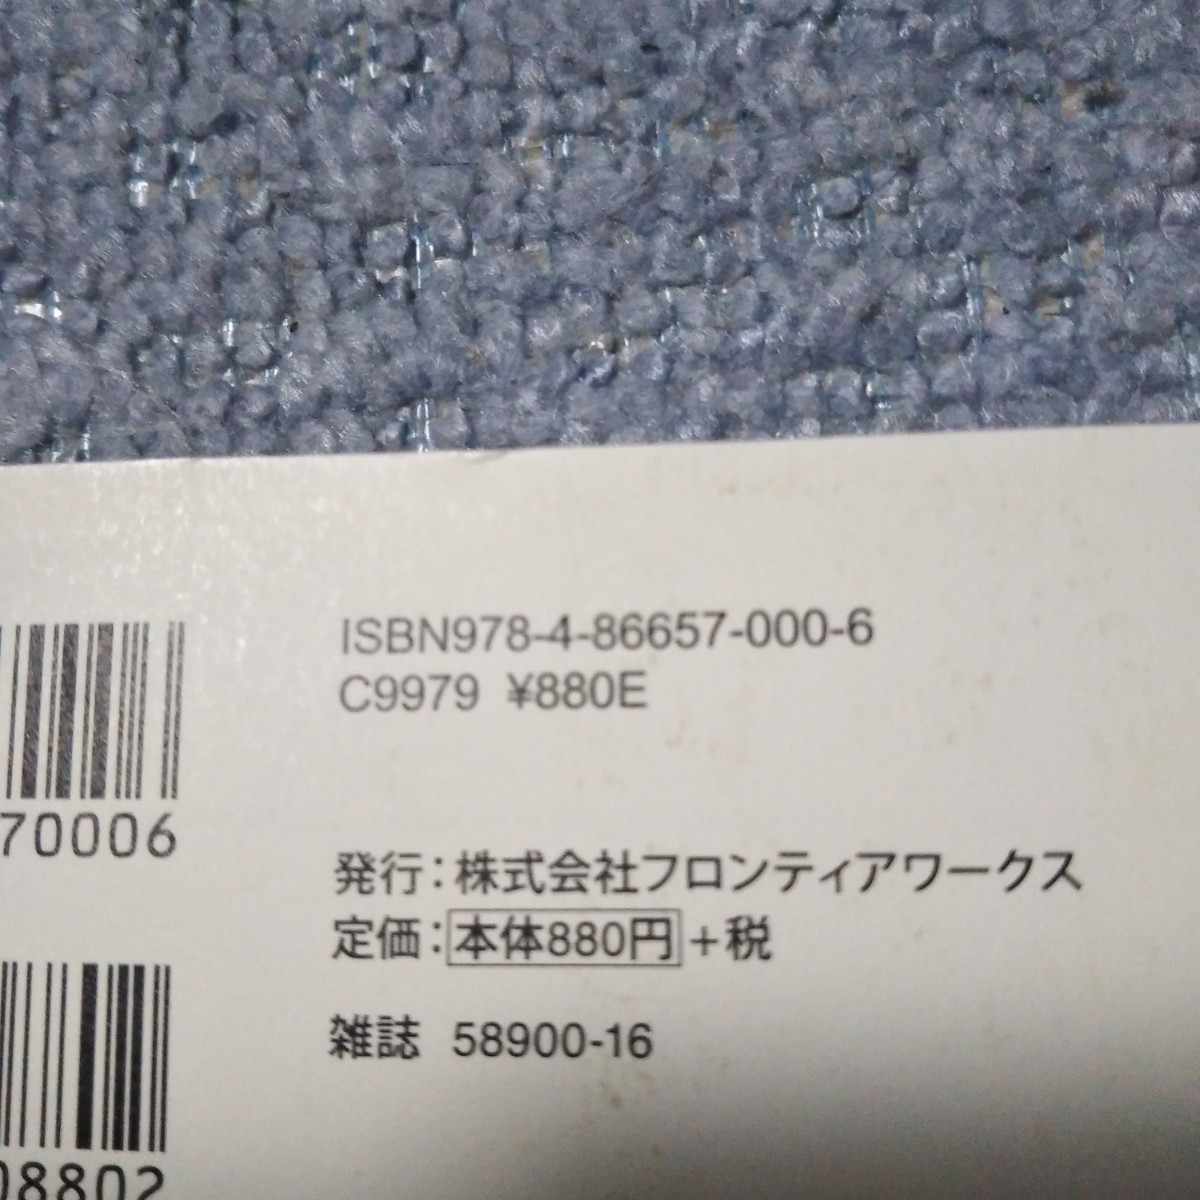 ISBN978-4-86657-000-6
C9979 ¥880E
70006
発行：株式会社フロンティアワークス
定価：本体880円＋税
雑誌 58900-16
08802